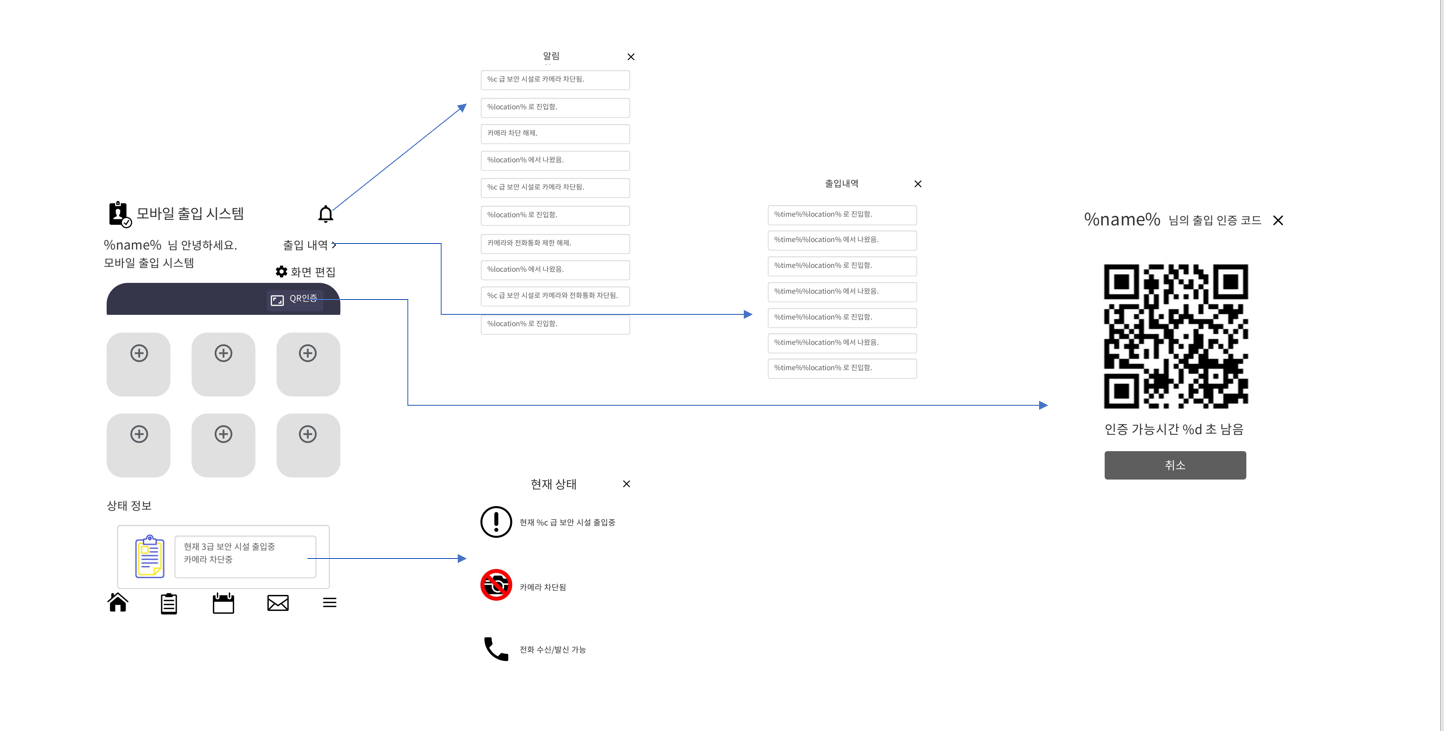 알림
%c 급 보안 시설로 카메라 차단됨.
%location% 로 진입함.
카메라 차단 해제.
%location% 에서 나왔음.
%c 급 보안 시설로 카메라 차단됨.
%location% 로 진입함.
카메라와 전화통화 제한 해제.
%location% 에서 나왔음.
%c 급 보안 시설로 카메라와 전화통화 차단됨.
%location% 로 진입함.
모바일 출입 시스템
%name% 님 안녕하세요.
모바일 출입 시스템
출입 내역
화면 편집
QR인증
상태 정보
현재 3급 보안 시설 출입중
카메라 차단중
출입내역
%time%%location% 로 진입함.
%time%%location% 에서 나왔음.
%time%%location% 로 진입함.
%time%%location% 에서 나왔음.
%time%%location% 로 진입함.
%time%%location% 에서 나왔음.
%time%%location% 로 진입함.
%name% 님의 출입 인증 코드
인증 가능시간 %d 초 남음
취소
현재 상태
현재 %c 급 보안 시설 출입중
카메라 차단됨
전화 수신/발신 가능